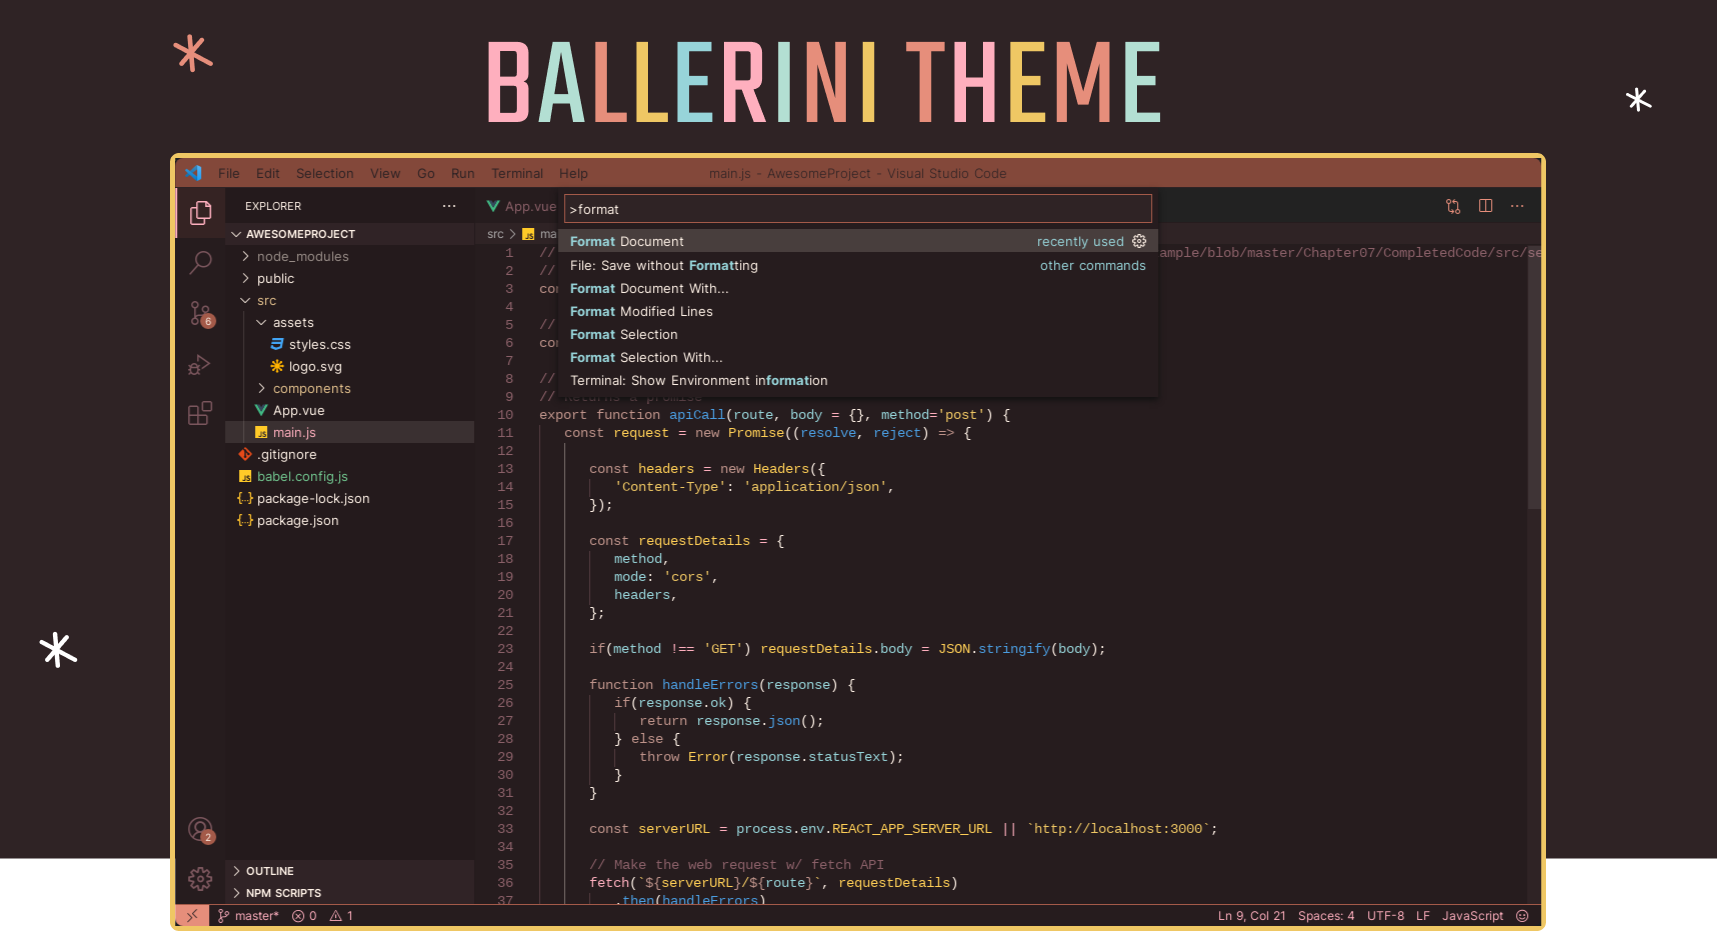 BALLERINI THEME
File Edit Selection View Go Run Terminal Help
main.js - AwesomeProject - Visual Studio Code
EXPLORER
AWESOMEPROJECT
node_modules
public
src
assets
styles.css
logo.svg
components
App.vue
main.js
.gitignore
babel.config.js
package-lock.json
package.json
OUTLINE
NPM SCRIPTS
6
2
App.vue
>format
src > JS
Format Document recently used
File: Save without Formatting other commands
Format Document With...
Format Modified Lines
Format Selection
Format Selection With...
Terminal: Show Environment information
1 // ample/blob/master/Chapter07/CompletedCode/src/se
2 //
3
4
5 //
6
7
8 //
9 // Returns a promise
10 export function apiCall(route, body = {}, method='post') {
11 const request = new Promise((resolve, reject) => {
12
13 const headers = new Headers({
14 'Content-Type': 'application/json',
15 });
16
17 const requestDetails = {
18 method,
19 mode: 'cors',
20 headers,
21 };
22
23 if(method !== 'GET') requestDetails.body = JSON.stringify(body);
24
25 function handleErrors(response) {
26 if(response.ok) {
27 return response.json();
28 } else {
29 throw Error(response.statusText);
30 }
31 }
32
33 const serverURL = process.env.REACT_APP_SERVER_URL || `http://localhost:3000`;
34
35 // Make the web request w/ fetch API
36 fetch(`${serverURL}/${route}`, requestDetails)
37 .then(handleErrors)
master* 0 1
Ln 9, Col 21 Spaces: 4 UTF-8 LF JavaScript